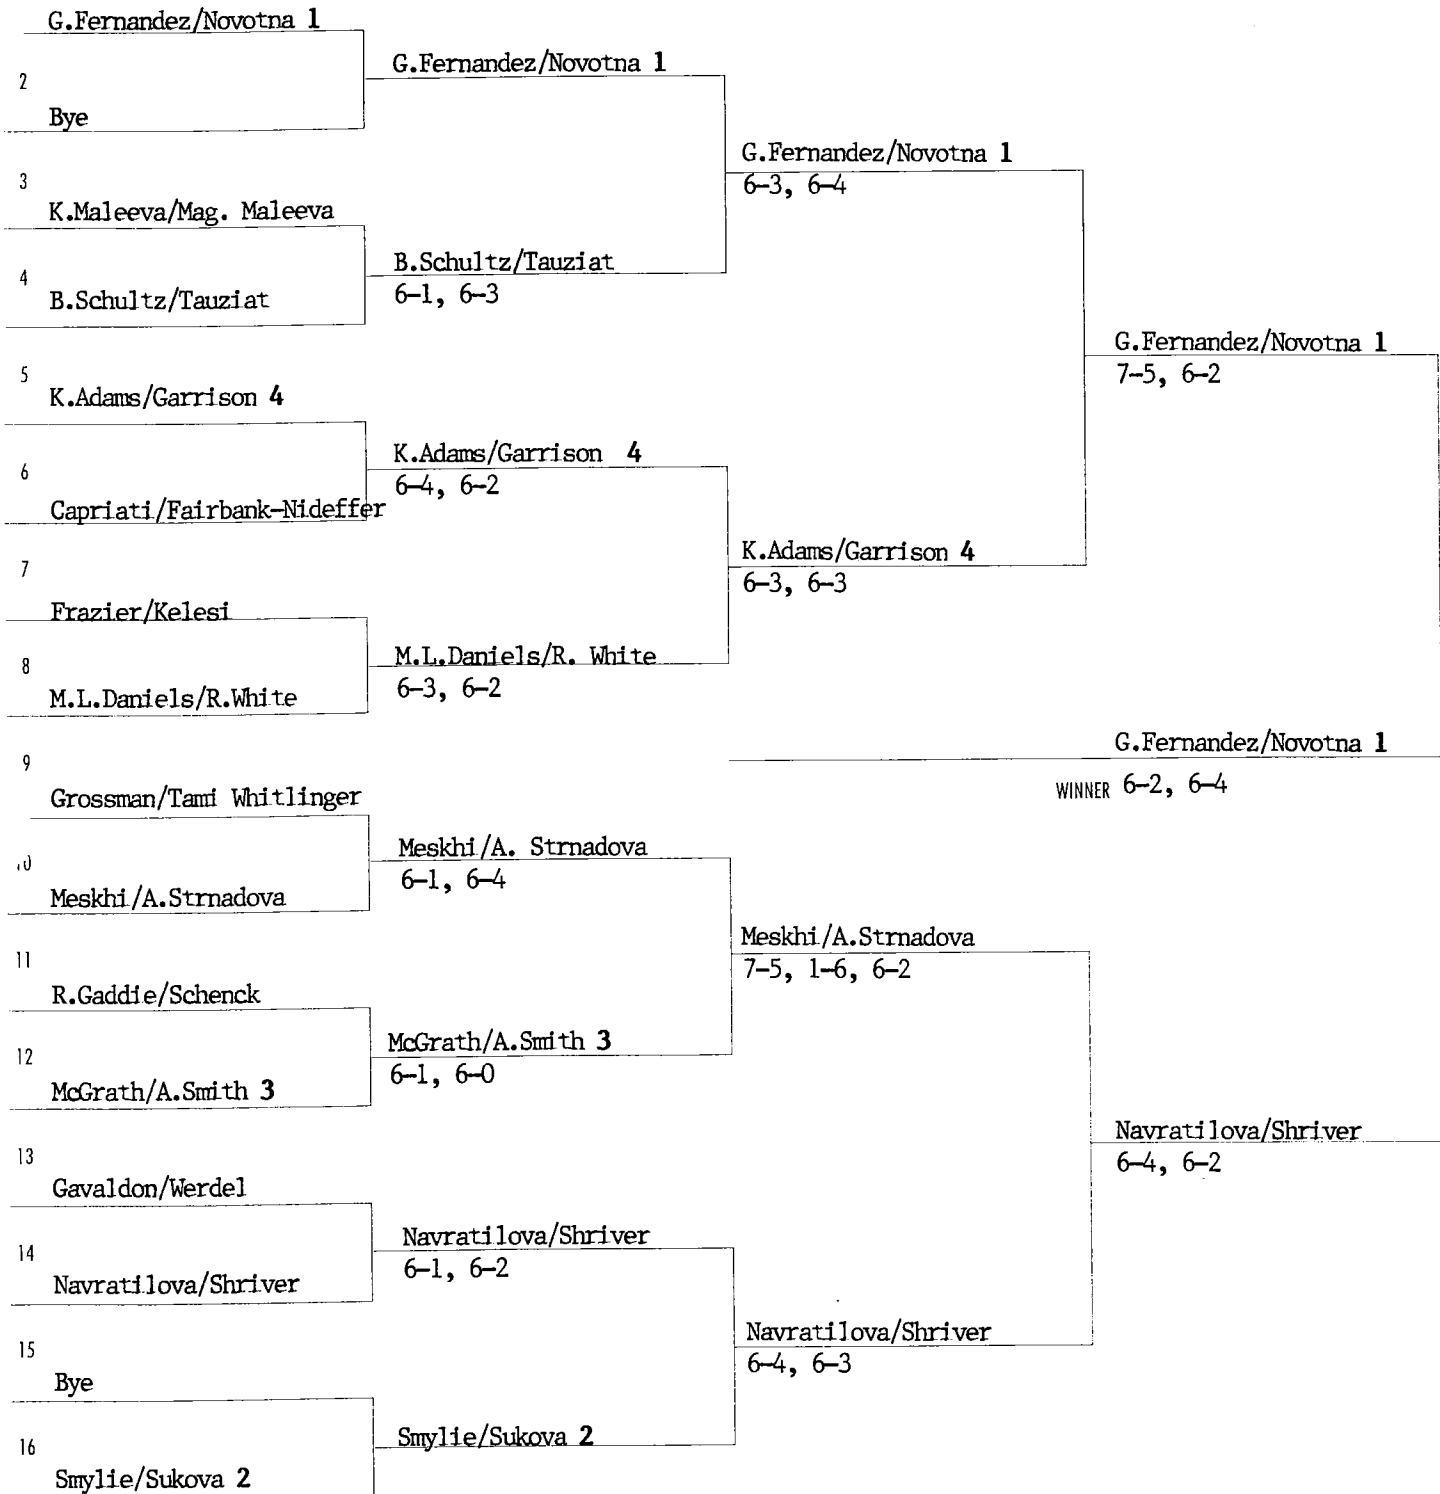 G.Fernandez/Novotna 1
2
Bye
3
K.Maleeva/Mag. Maleeva
4
B.Schultz/Tauziat
5
K.Adams/Garrison 4
6
Capriati/Fairbank-Nideffer
7
Frazier/Kelesi
8
M.L.Daniels/R.White
9
Grossman/Tami Whitlinger
10
Meskhi/A.Strnadova
11
R.Gaddie/Schenck
12
McGrath/A.Smith 3
13
Gavaldon/Werdel
14
Navratilova/Shriver
15
Bye
16
Smylie/Sukova 2
G.Fernandez/Novotna 1
B.Schultz/Tauziat
6-1, 6-3
K.Adams/Garrison 4
6-4, 6-2
M.L.Daniels/R. White
6-3, 6-2
Meskhi/A. Strnadova
6-1, 6-4
McGrath/A.Smith 3
6-1, 6-0
Navratilova/Shriver
6-1, 6-2
Smylie/Sukova 2
G.Fernandez/Novotna 1
6-3, 6-4
K.Adams/Garrison 4
6-3, 6-3
Meskhi/A.Strnadova
7-5, 1-6, 6-2
Navratilova/Shriver
6-4, 6-3
G.Fernandez/Novotna 1
7-5, 6-2
Navratilova/Shriver
6-4, 6-2
G.Fernandez/Novotna 1
WINNER 6-2, 6-4